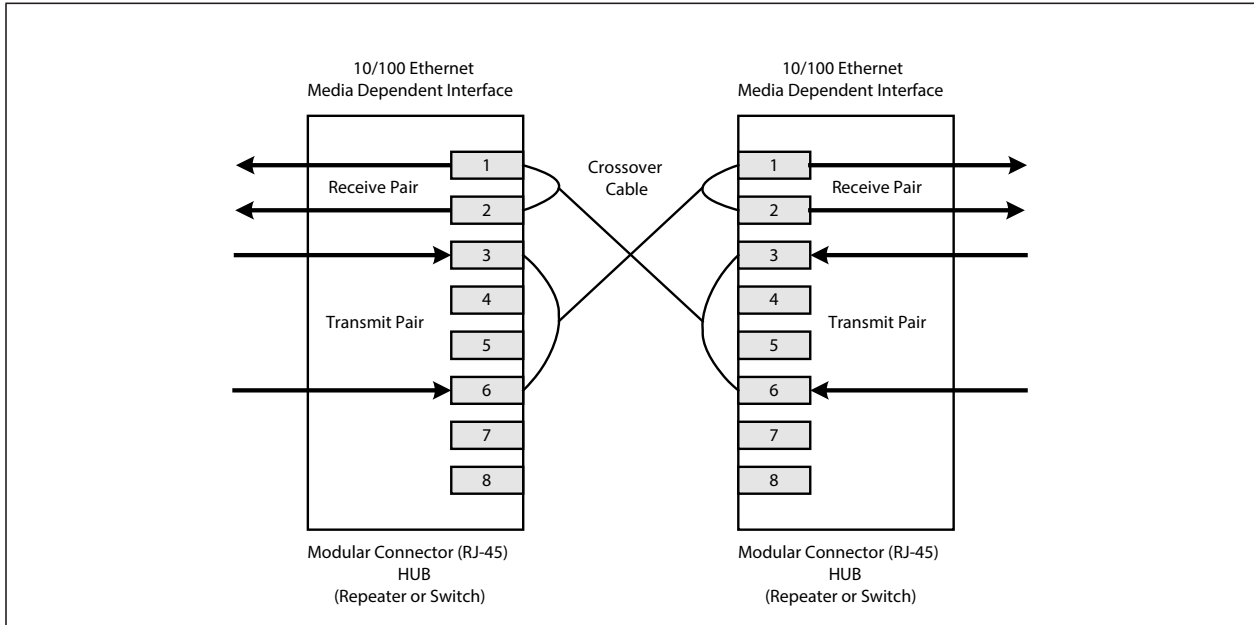 10/100 Ethernet
Media Dependent Interface
1
2
3
4
5
6
7
8
Receive Pair
Transmit Pair
Modular Connector (RJ-45)
HUB
(Repeater or Switch)
Crossover
Cable
10/100 Ethernet
Media Dependent Interface
1
2
3
4
5
6
7
8
Receive Pair
Transmit Pair
Modular Connector (RJ-45)
HUB
(Repeater or Switch)